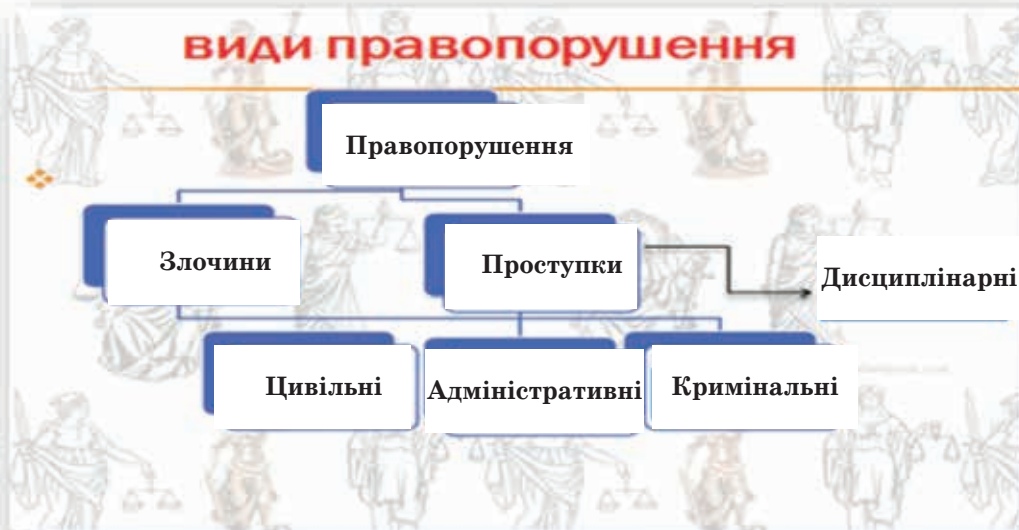 види правопорушення
Правопорушення
Злочини
Проступки
Дисциплінарні
Цивільні
Адміністративні
Кримінальні